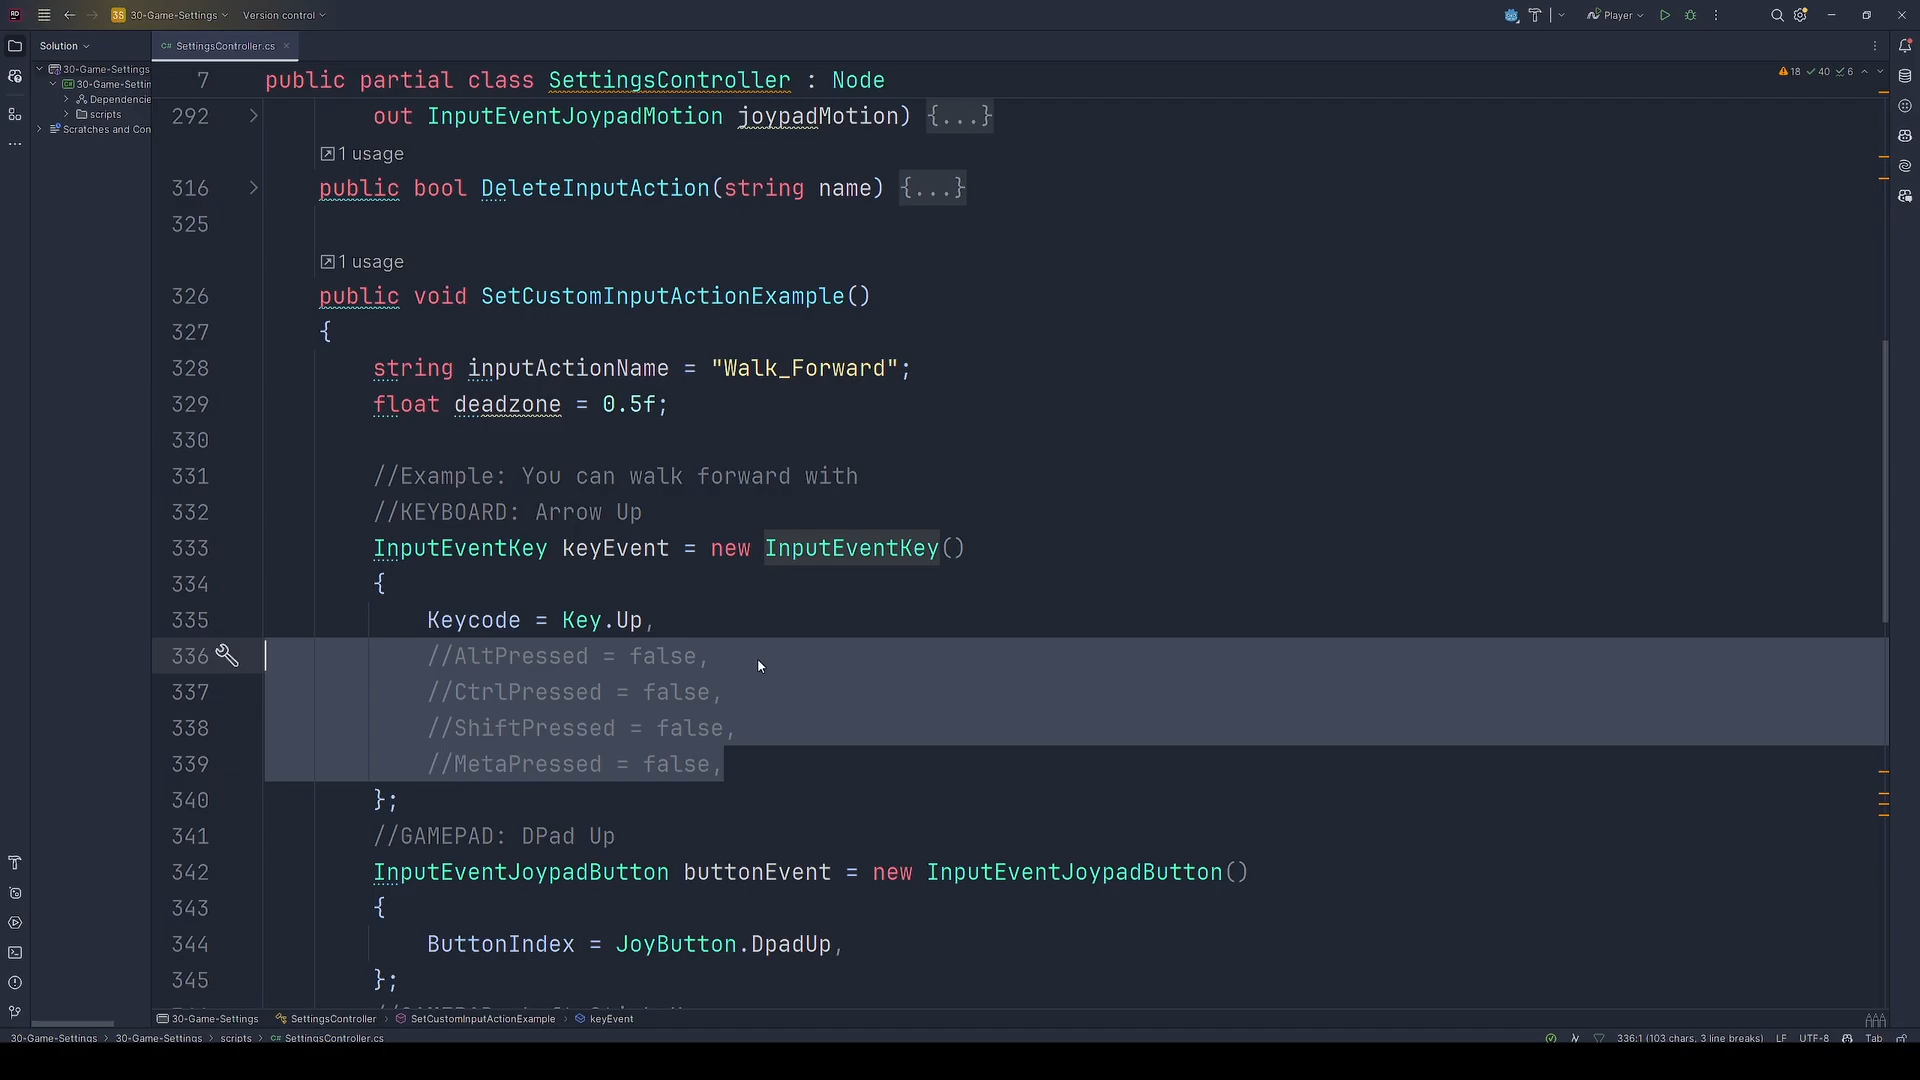 30-Game-Settings Version control Player
Solution SettingsController.cs
18 40 6
30-Game-Settings
30-Game-Settin
Dependencie
scripts
Scratches and Con
7 public partial class SettingsController : Node
292 out InputEventJoypadMotion joypadMotion) {...}
1 usage
316 public bool DeleteInputAction(string name) {...}
325
1 usage
326 public void SetCustomInputActionExample()
327 {
328 string inputActionName = "Walk_Forward";
329 float deadzone = 0.5f;
330
331 //Example: You can walk forward with
332 //KEYBOARD: Arrow Up
333 InputEventKey keyEvent = new InputEventKey()
334 {
335 Keycode = Key.Up,
336 //AltPressed = false,
337 //CtrlPressed = false,
338 //ShiftPressed = false,
339 //MetaPressed = false,
340 };
341 //GAMEPAD: DPad Up
342 InputEventJoypadButton buttonEvent = new InputEventJoypadButton()
343 {
344 ButtonIndex = JoyButton.DpadUp,
345 };
30-Game-Settings SettingsController SetCustomInputActionExample keyEvent
30-Game-Settings 30-Game-Settings scripts C# SettingsController.cs 336:1 (103 chars, 3 line breaks) LF UTF-8 Tab